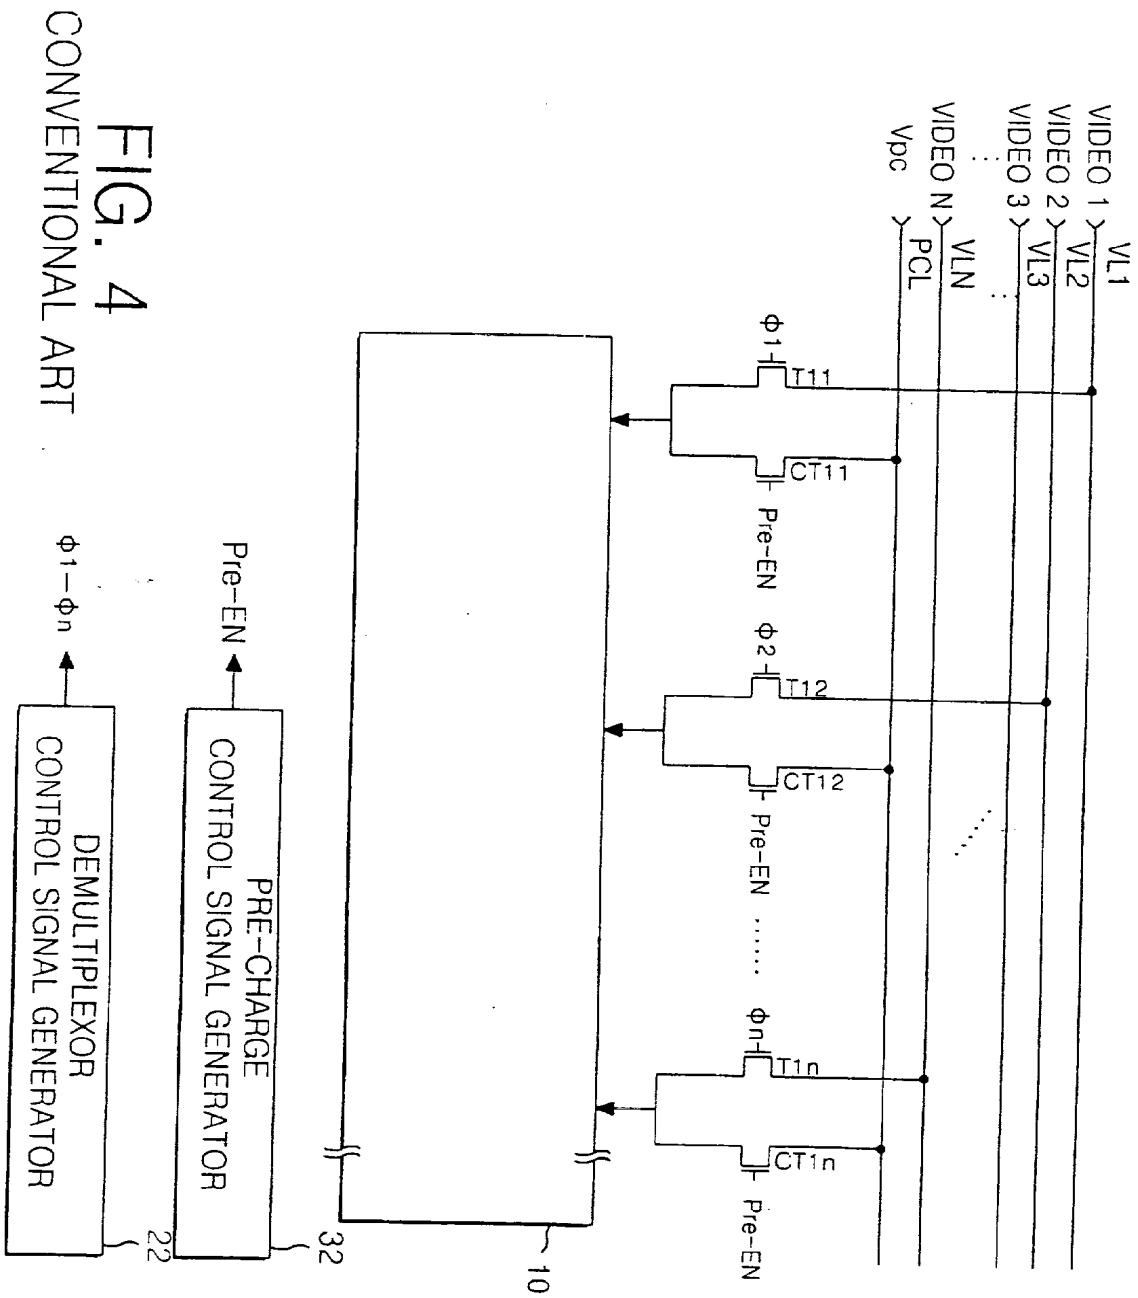 FIG. 4
CONVENTIONAL ART
VIDEO 1 VL1
VIDEO 2 VL2
VIDEO 3 VL3
... ...
VIDEO N VLN
Vpc PCL
ϕ1 T11 CT11 Pre-EN
ϕ2 T12 CT12 Pre-EN
......
ϕn T1n CT1n Pre-EN
10
Pre-EN
PRE-CHARGE
CONTROL SIGNAL GENERATOR
32
ϕ1-ϕn
DEMULTIPLEXOR
CONTROL SIGNAL GENERATOR
22